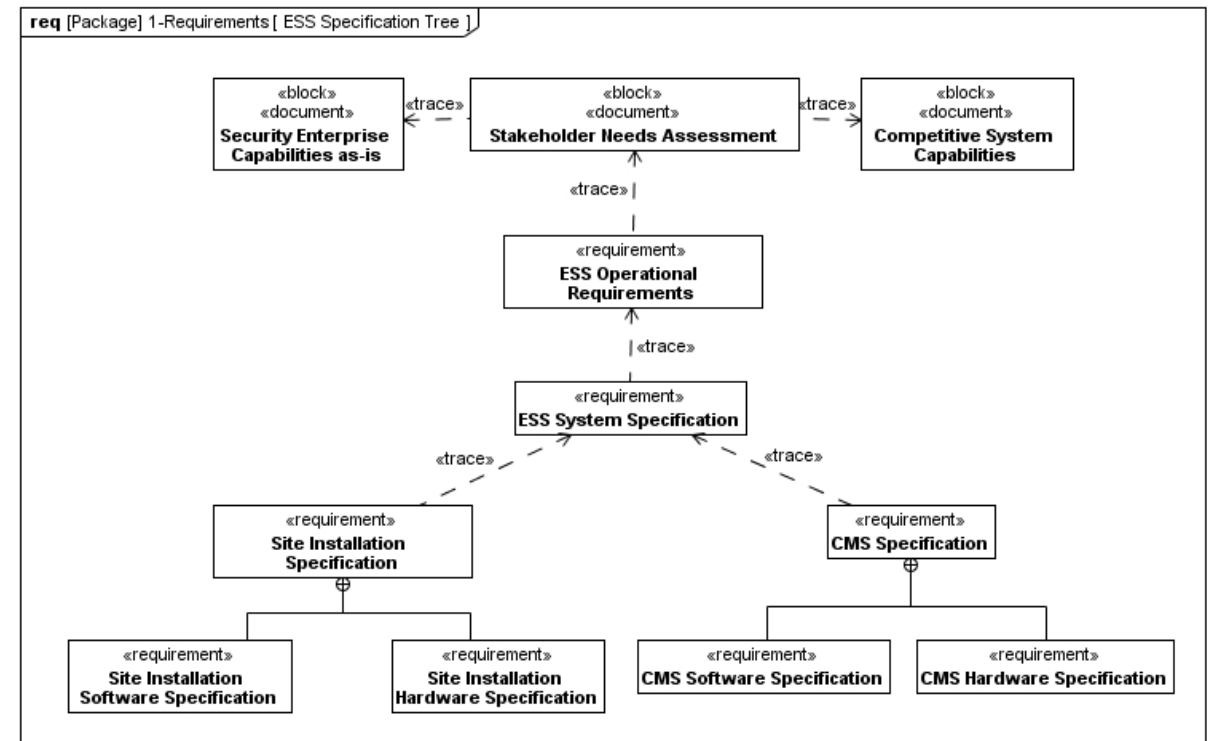 req [Package] 1-Requirements [ ESS Specification Tree ]
«block»
«document»
Security Enterprise
Capabilities as-is
«trace»
«block»
«document»
Stakeholder Needs Assessment
«trace»
«block»
«document»
Competitive System
Capabilities
«trace»
«requirement»
ESS Operational
Requirements
«trace»
«requirement»
ESS System Specification
«trace»
«trace»
«requirement»
Site Installation
Specification
«requirement»
CMS Specification
«requirement»
Site Installation
Software Specification
«requirement»
Site Installation
Hardware Specification
«requirement»
CMS Software Specification
«requirement»
CMS Hardware Specification